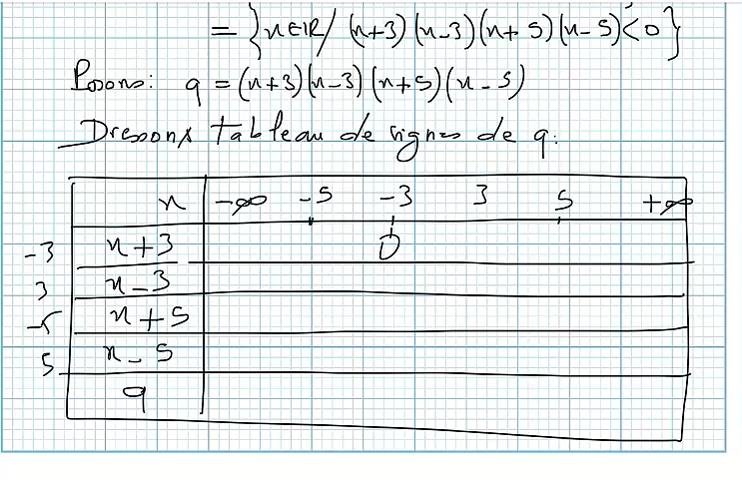 = {x∈IR/ (x+3)(x-3)(x+5)(x-5)<0}
Posons: q = (x+3)(x-3)(x+5)(x-5)
Dressons tableau de signes de q.
x -∞ -5 -3 3 5 +∞
-3 x+3 0
3 x-3
-5 x+5
5 x-5
q